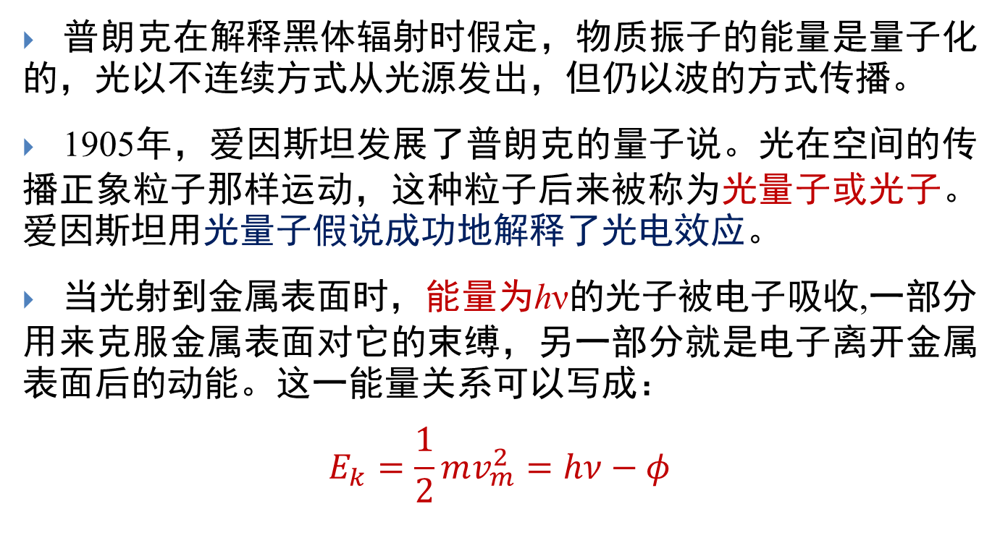 普朗克在解释黑体辐射时假定，物质振子的能量是量子化
的，光以不连续方式从光源发出，但仍以波的方式传播。
1905年，爱因斯坦发展了普朗克的量子说。光在空间的传
播正象粒子那样运动，这种粒子后来被称为光量子或光子。
爱因斯坦用光量子假说成功地解释了光电效应。
当光射到金属表面时，能量为hν的光子被电子吸收,一部分
用来克服金属表面对它的束缚，另一部分就是电子离开金属
表面后的动能。这一能量关系可以写成：
$E_k = \frac{1}{2} m v_m^2 = h\nu - \phi$